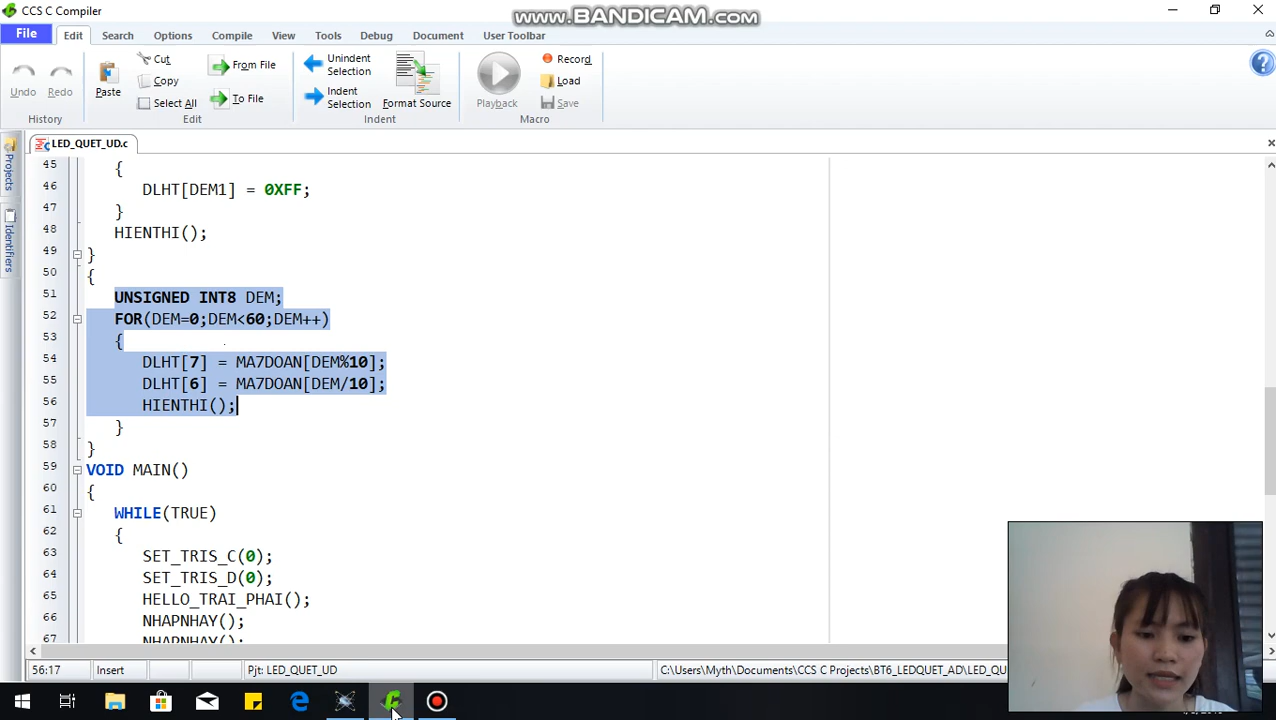 CCS C Compiler
www.BANDICAM.com
File Edit Search Options Compile View Tools Debug Document User Toolbar
Undo Redo
History
Paste
Cut
Copy
Select All
From File
To File
Edit
Unindent Selection
Indent Selection
Format Source
Indent
Playback
Record
Load
Save
Macro
LED_QUET_UD.c
Projects
Identifiers
45 {
46 DLHT[DEM1] = 0XFF;
47 }
48 HIENTHI();
49 }
50 {
51 UNSIGNED INT8 DEM;
52 FOR(DEM=0;DEM<60;DEM++)
53 {
54 DLHT[7] = MA7DOAN[DEM%10];
55 DLHT[6] = MA7DOAN[DEM/10];
56 HIENTHI();
57 }
58 }
59 VOID MAIN()
60 {
61 WHILE(TRUE)
62 {
63 SET_TRIS_C(0);
64 SET_TRIS_D(0);
65 HELLO_TRAI_PHAI();
66 NHAPNHAY();
67 NHAPNHAY();
56:17 Insert Pjt: LED_QUET_UD C:\Users\Myth\Documents\CCS C Projects\BT6_LEDQUET_AD\LED_QU